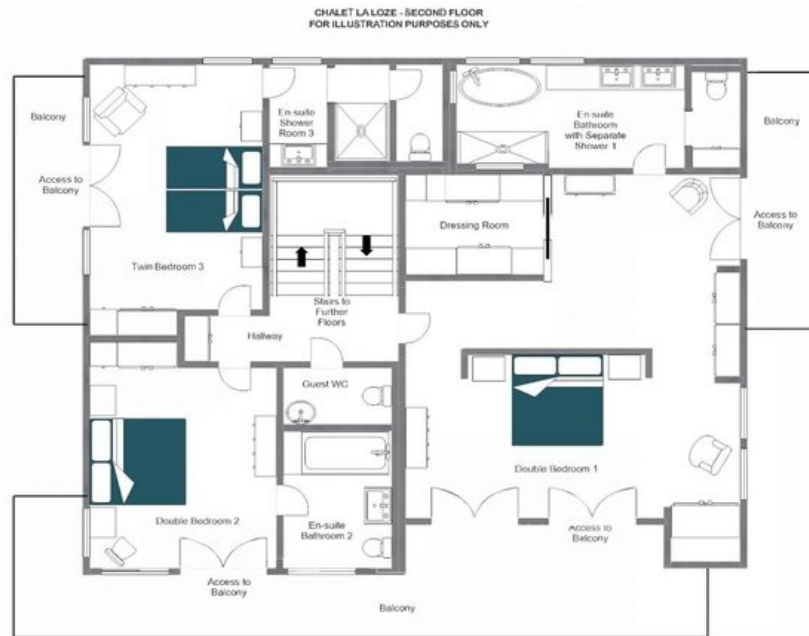 CHALET LA LOZE - SECOND FLOOR
FOR ILLUSTRATION PURPOSES ONLY
Balcony
En-suite
Shower
Room 3
En-suite
Bathroom
with Separate
Shower 1
Balcony
Access to
Balcony
Dressing Room
Access to
Balcony
Twin Bedroom 3
Stairs to
Further
Floors
Hallway
Guest WC
Double Bedroom 1
Double Bedroom 2
En-suite
Bathroom 2
Access to
Balcony
Access to
Balcony
Balcony